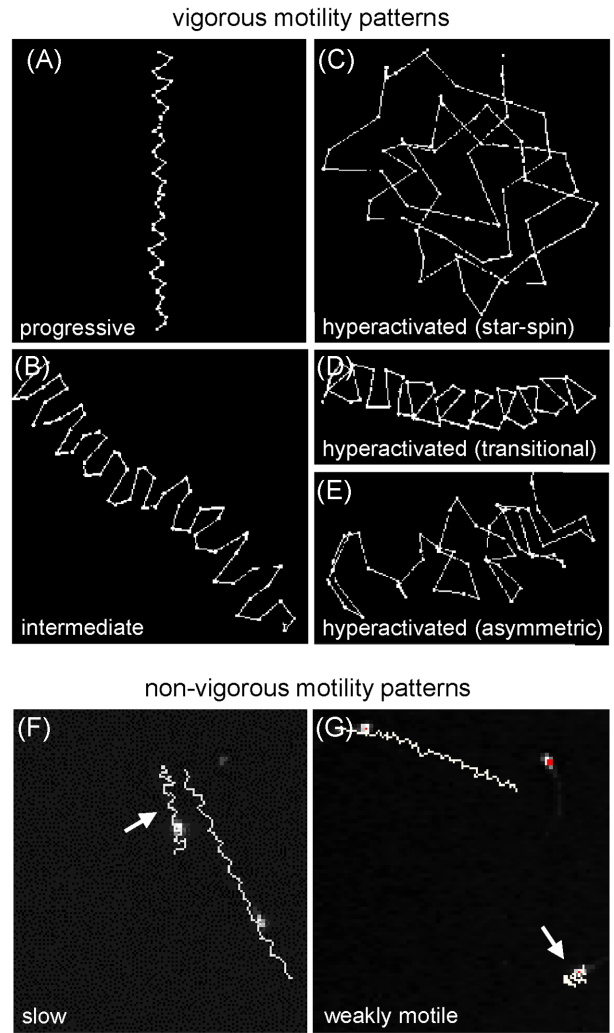 vigorous motility patterns
(A)
progressive
(C)
hyperactivated (star-spin)
(B)
intermediate
(D)
hyperactivated (transitional)
(E)
hyperactivated (asymmetric)
non-vigorous motility patterns
(F)
slow
(G)
weakly motile